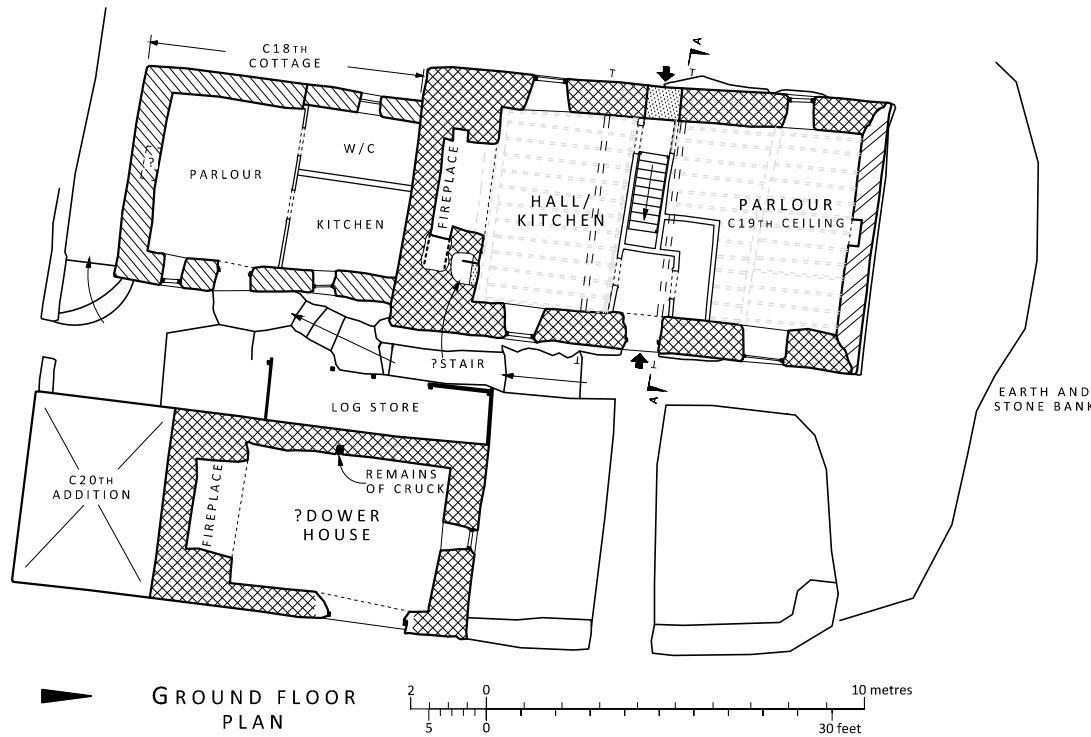 C18TH
COTTAGE
A
T
T
W/C
PARLOUR
?
FIREPLACE
HALL/
KITCHEN
PARLOUR
C19TH CEILING
KITCHEN
?STAIR
T
T
A
EARTH AND
STONE BANK
LOG STORE
REMAINS
OF CRUCK
C20TH
ADDITION
FIREPLACE
?DOWER
HOUSE
GROUND FLOOR
PLAN
2 0 10 metres
5 0 30 feet